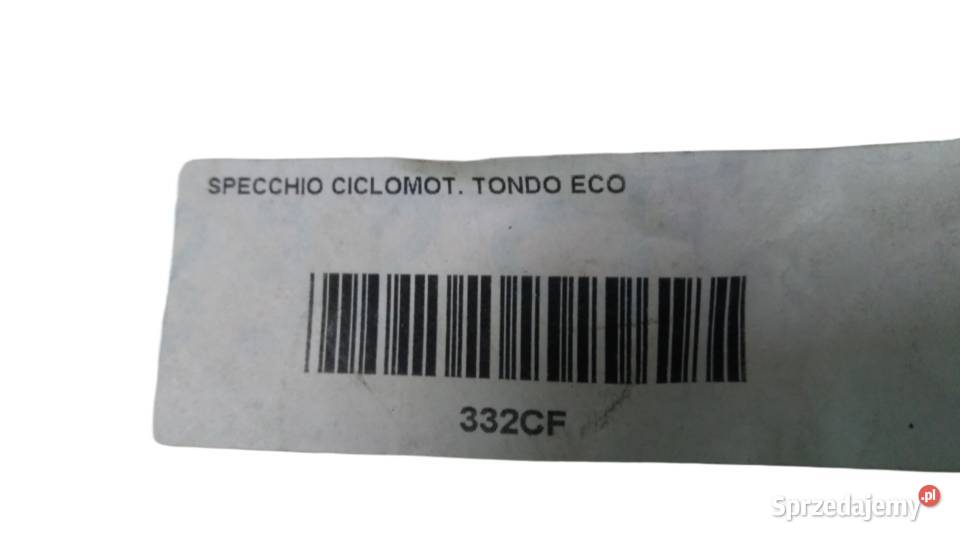 SPECCHIO CICLOMOT. TONDO ECO
332CF
Sprzedajemy.pl